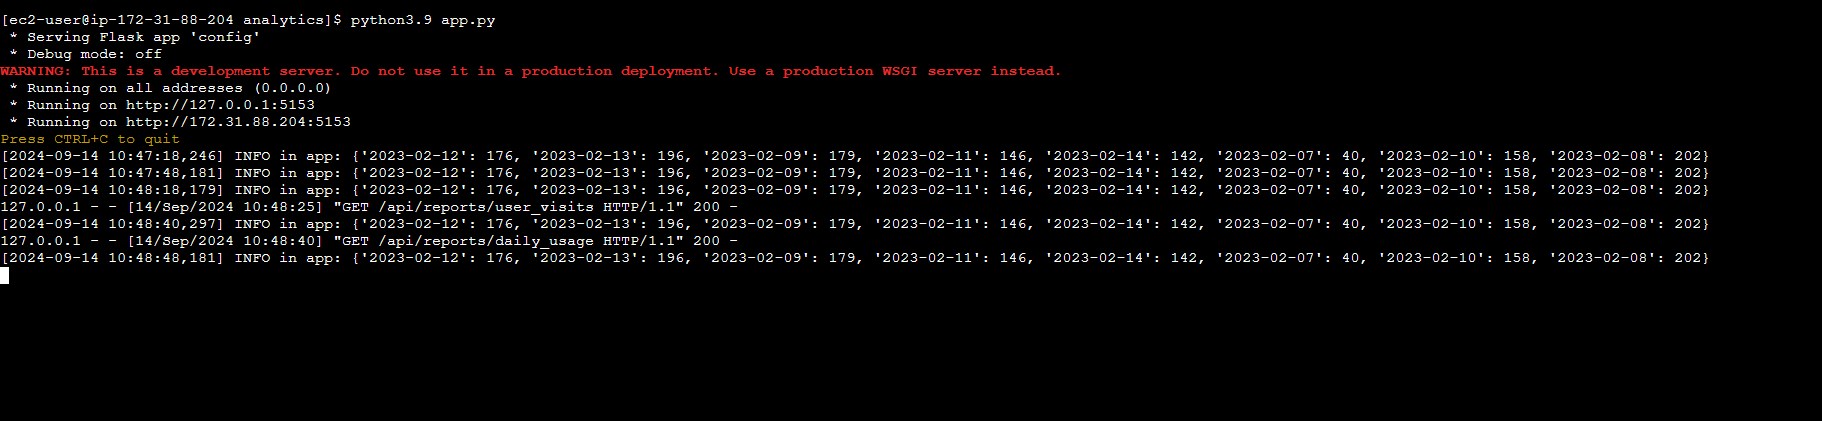 [ec2-user@ip-172-31-88-204 analytics]$ python3.9 app.py
 * Serving Flask app 'config'
 * Debug mode: off
WARNING: This is a development server. Do not use it in a production deployment. Use a production WSGI server instead.
 * Running on all addresses (0.0.0.0)
 * Running on http://127.0.0.1:5153
 * Running on http://172.31.88.204:5153
Press CTRL+C to quit
[2024-09-14 10:47:18,246] INFO in app: {'2023-02-12': 176, '2023-02-13': 196, '2023-02-09': 179, '2023-02-11': 146, '2023-02-14': 142, '2023-02-07': 40, '2023-02-10': 158, '2023-02-08': 202}
[2024-09-14 10:47:48,181] INFO in app: {'2023-02-12': 176, '2023-02-13': 196, '2023-02-09': 179, '2023-02-11': 146, '2023-02-14': 142, '2023-02-07': 40, '2023-02-10': 158, '2023-02-08': 202}
[2024-09-14 10:48:18,179] INFO in app: {'2023-02-12': 176, '2023-02-13': 196, '2023-02-09': 179, '2023-02-11': 146, '2023-02-14': 142, '2023-02-07': 40, '2023-02-10': 158, '2023-02-08': 202}
127.0.0.1 - - [14/Sep/2024 10:48:25] "GET /api/reports/user_visits HTTP/1.1" 200 -
[2024-09-14 10:48:40,297] INFO in app: {'2023-02-12': 176, '2023-02-13': 196, '2023-02-09': 179, '2023-02-11': 146, '2023-02-14': 142, '2023-02-07': 40, '2023-02-10': 158, '2023-02-08': 202}
127.0.0.1 - - [14/Sep/2024 10:48:40] "GET /api/reports/daily_usage HTTP/1.1" 200 -
[2024-09-14 10:48:48,181] INFO in app: {'2023-02-12': 176, '2023-02-13': 196, '2023-02-09': 179, '2023-02-11': 146, '2023-02-14': 142, '2023-02-07': 40, '2023-02-10': 158, '2023-02-08': 202}